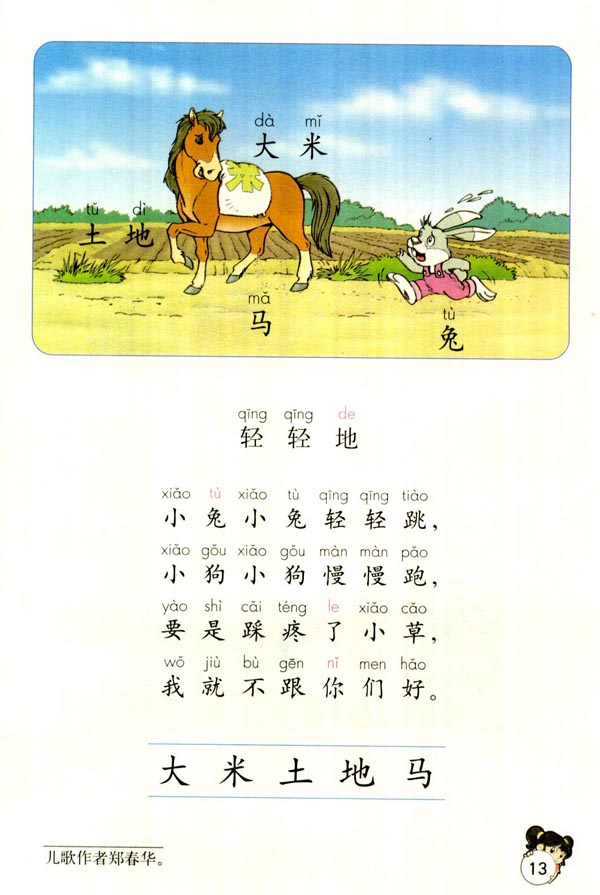 dà mǐ
大 米
tǔ dì
土 地
mǎ
马
tù
兔
qīng qīng de
轻 轻 地
xiǎo tù xiǎo tù qīng qīng tiào
小 兔 小 兔 轻 轻 跳，
xiǎo gǒu xiǎo gǒu màn màn pǎo
小 狗 小 狗 慢 慢 跑，
yào shì cǎi téng le xiǎo cǎo
要 是 踩 疼 了 小 草，
wǒ jiù bù gēn nǐ men hǎo
我 就 不 跟 你 们 好。
大 米 土 地 马
儿歌作者郑春华。
13